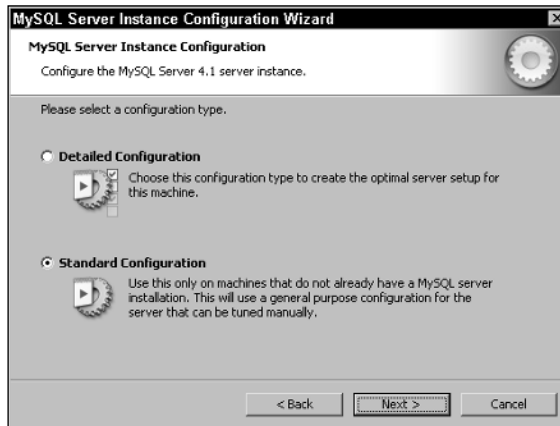 MySQL Server Instance Configuration Wizard
MySQL Server Instance Configuration
Configure the MySQL Server 4.1 server instance.
Please select a configuration type.
Detailed Configuration
Choose this configuration type to create the optimal server setup for
this machine.
Standard Configuration
Use this only on machines that do not already have a MySQL server
installation. This will use a general purpose configuration for the
server that can be tuned manually.
< Back
Next >
Cancel